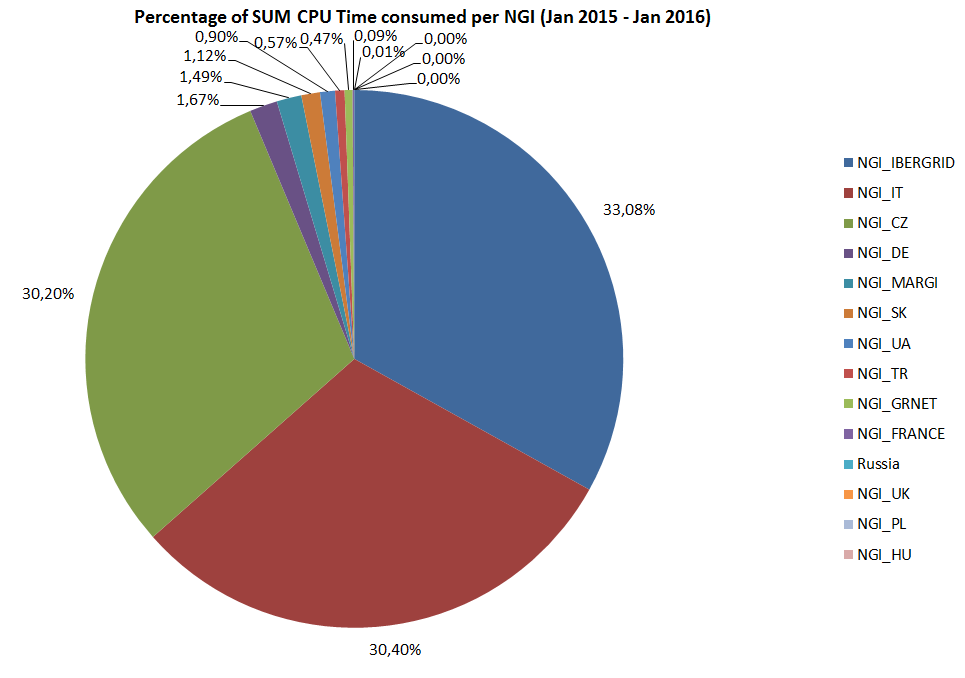 Percentage of SUM CPU Time consumed per NGI (Jan 2015 - Jan 2016)
0,90%
0,57%
0,47%
0,09%
0,00%
0,01%
1,12%
0,00%
1,49%
0,00%
1,67%
33,08%
30,20%
30,40%
NGI_IBERGRID
NGI_IT
NGI_CZ
NGI_DE
NGI_MARGI
NGI_SK
NGI_UA
NGI_TR
NGI_GRNET
NGI_FRANCE
Russia
NGI_UK
NGI_PL
NGI_HU